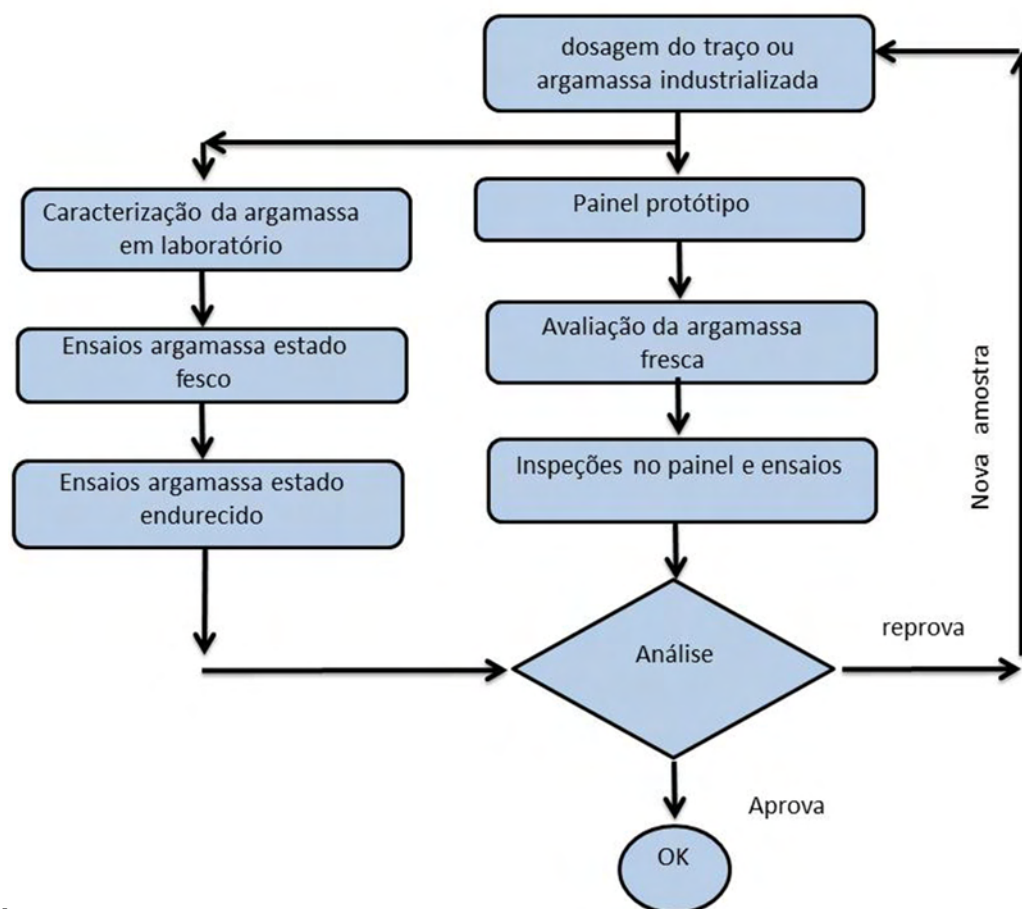 dosagem do traço ou
argamassa industrializada
Caracterização da argamassa
em laboratório
Painel protótipo
Ensaios argamassa estado
fesco
Avaliação da argamassa
fresca
Ensaios argamassa estado
endurecido
Inspeções no painel e ensaios
Nova amostra
Análise
reprova
Aprova
OK